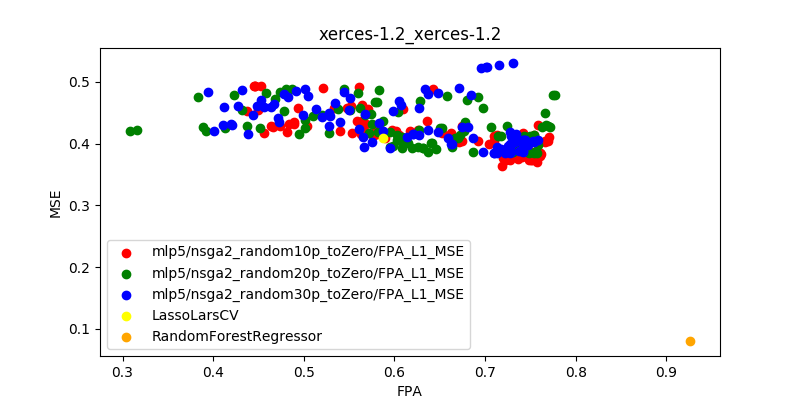 xerces-1.2_xerces-1.2
MSE
0.5
0.4
0.3
0.2
0.1
mlp5/nsga2_random10p_toZero/FPA_L1_MSE
mlp5/nsga2_random20p_toZero/FPA_L1_MSE
mlp5/nsga2_random30p_toZero/FPA_L1_MSE
LassoLarsCV
RandomForestRegressor
0.3 0.4 0.5 0.6 0.7 0.8 0.9
FPA